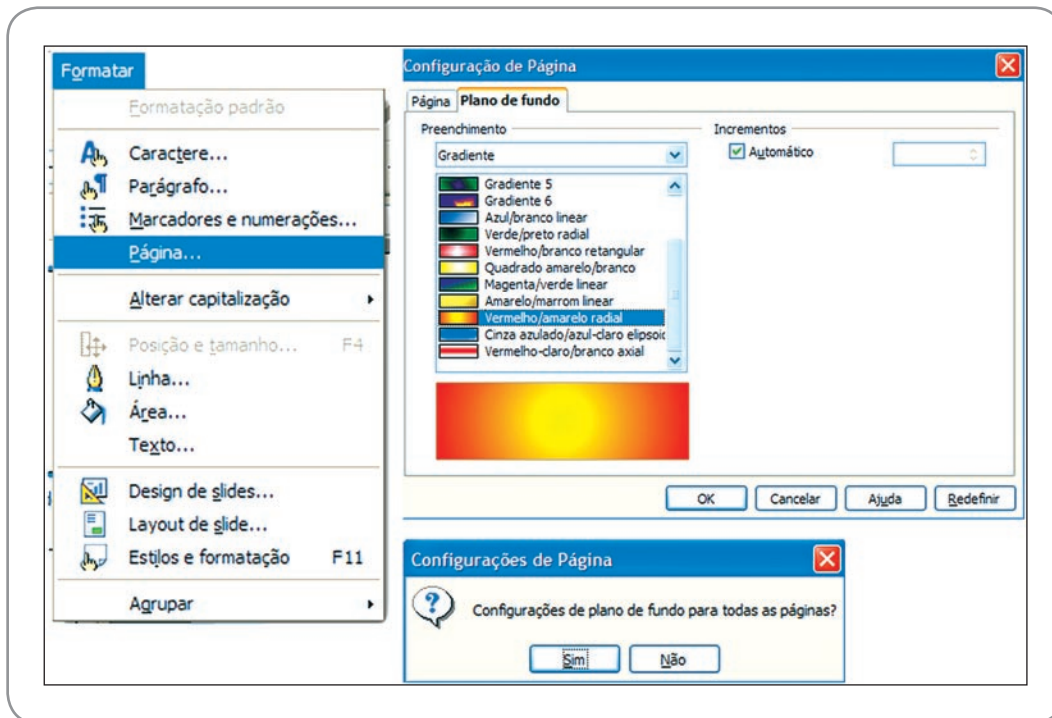 Formatar
Formatação padrão
Caractere...
Parágrafo...
Marcadores e numerações...
Página...
Alterar capitalização
Posição e tamanho... F4
Linha...
Área...
Texto...
Design de slides...
Layout de slide...
Estilos e formatação F11
Agrupar
Configuração de Página
Página Plano de fundo
Preenchimento
Gradiente
Gradiente 5
Gradiente 6
Azul/branco linear
Verde/preto radial
Vermelho/branco retangular
Quadrado amarelo/branco
Magenta/verde linear
Amarelo/marrom linear
Vermelho/amarelo radial
Cinza azulado/azul-claro elipsoid
Vermelho-claro/branco axial
Incrementos
Automático
OK Cancelar Ajuda Redefinir
Configurações de Página
Configurações de plano de fundo para todas as páginas?
Sim Não